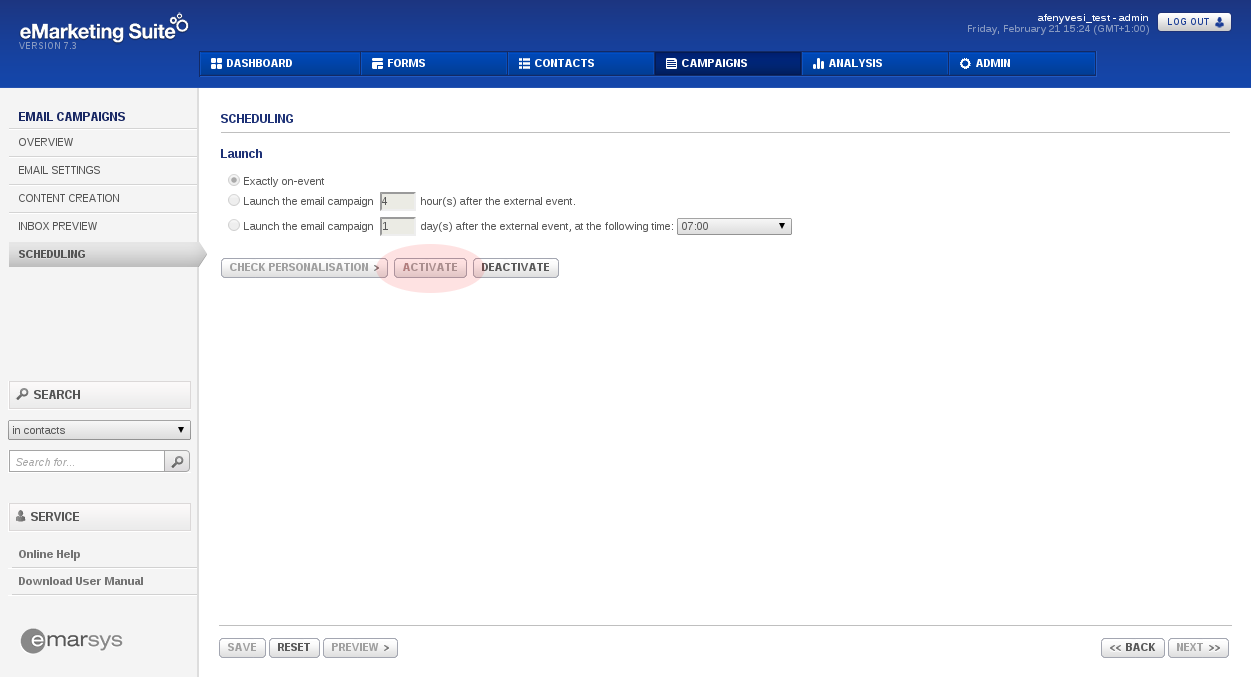 eMarketing Suite
VERSION 7.3
afenyvesi_test - admin
Friday, February 21 15:24 (GMT+1:00)
LOG OUT
DASHBOARD
FORMS
CONTACTS
CAMPAIGNS
ANALYSIS
ADMIN
EMAIL CAMPAIGNS
OVERVIEW
EMAIL SETTINGS
CONTENT CREATION
INBOX PREVIEW
SCHEDULING
SEARCH
in contacts
Search for...
SERVICE
Online Help
Download User Manual
emarsys
SCHEDULING
Launch
Exactly on-event
Launch the email campaign 4 hour(s) after the external event.
Launch the email campaign 1 day(s) after the external event, at the following time: 07:00
CHECK PERSONALISATION > ACTIVATE DEACTIVATE
SAVE RESET PREVIEW > << BACK NEXT >>